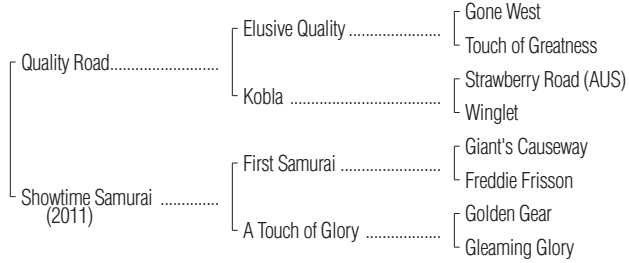 Gone West
Elusive Quality ...................
Touch of Greatness
Quality Road......................
Strawberry Road (AUS)
Kobla ...............................
Winglet
Giant's Causeway
First Samurai .....................
Freddie Frisson
Showtime Samurai ............
(2011)
Golden Gear
A Touch of Glory ................
Gleaming Glory